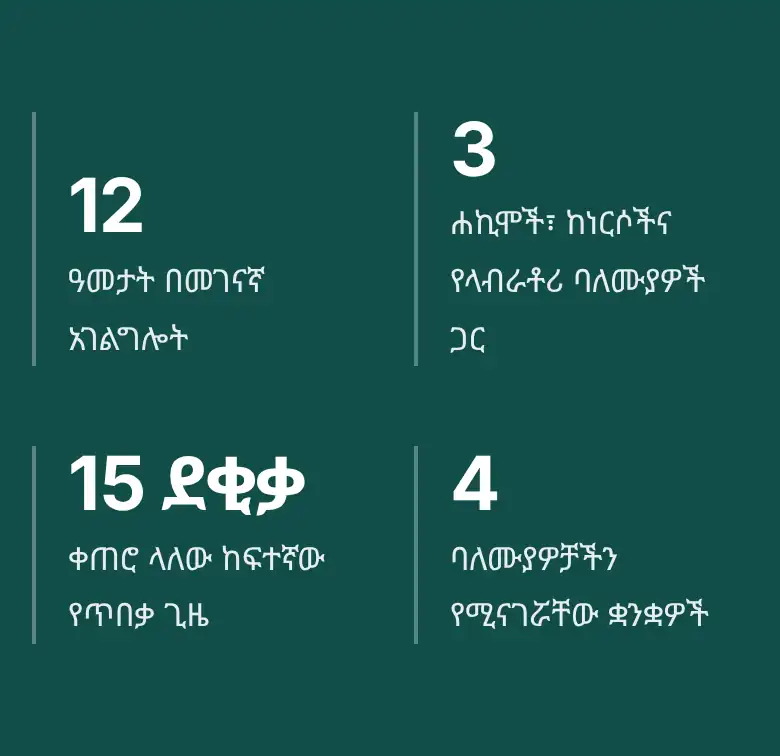 12
ዓመታት በመገናኛ
አገልግሎት
3
ሐኪሞች፣ ከነርሶችና
የላብራቶሪ ባለሙያዎች
ጋር
15 ደቂቃ
ቀጠሮ ላለው ከፍተኛው
የጥበቃ ጊዜ
4
ባለሙያዎቻችን
የሚናገሯቸው ቋንቋዎች